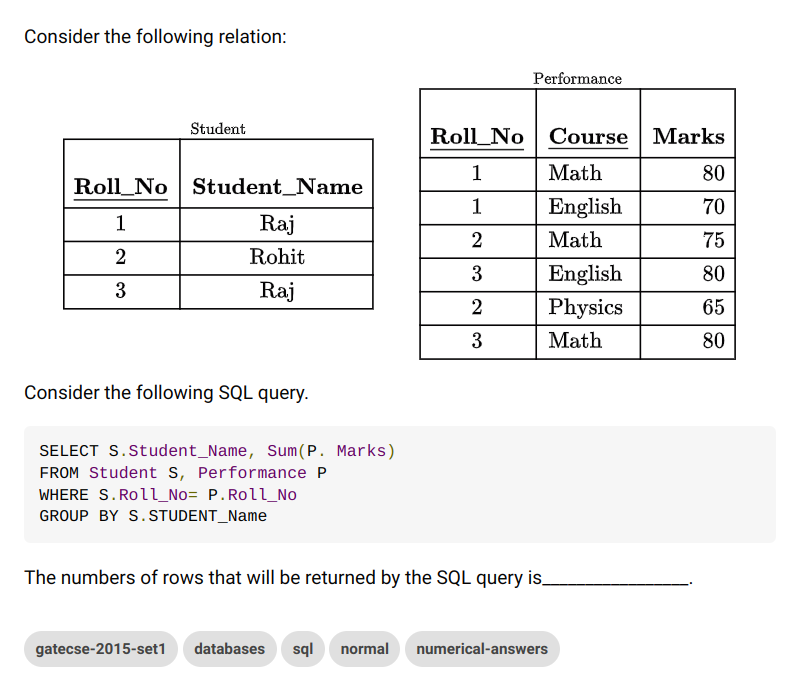 Consider the following relation:
Student
Roll_No Student_Name
1 Raj
2 Rohit
3 Raj
Performance
Roll_No Course Marks
1 Math 80
1 English 70
2 Math 75
3 English 80
2 Physics 65
3 Math 80
Consider the following SQL query.
SELECT S.Student_Name, Sum(P. Marks)
FROM Student S, Performance P
WHERE S.Roll_No= P.Roll_No
GROUP BY S.STUDENT_Name
The numbers of rows that will be returned by the SQL query is_________________.
gatecse-2015-set1 databases sql normal numerical-answers